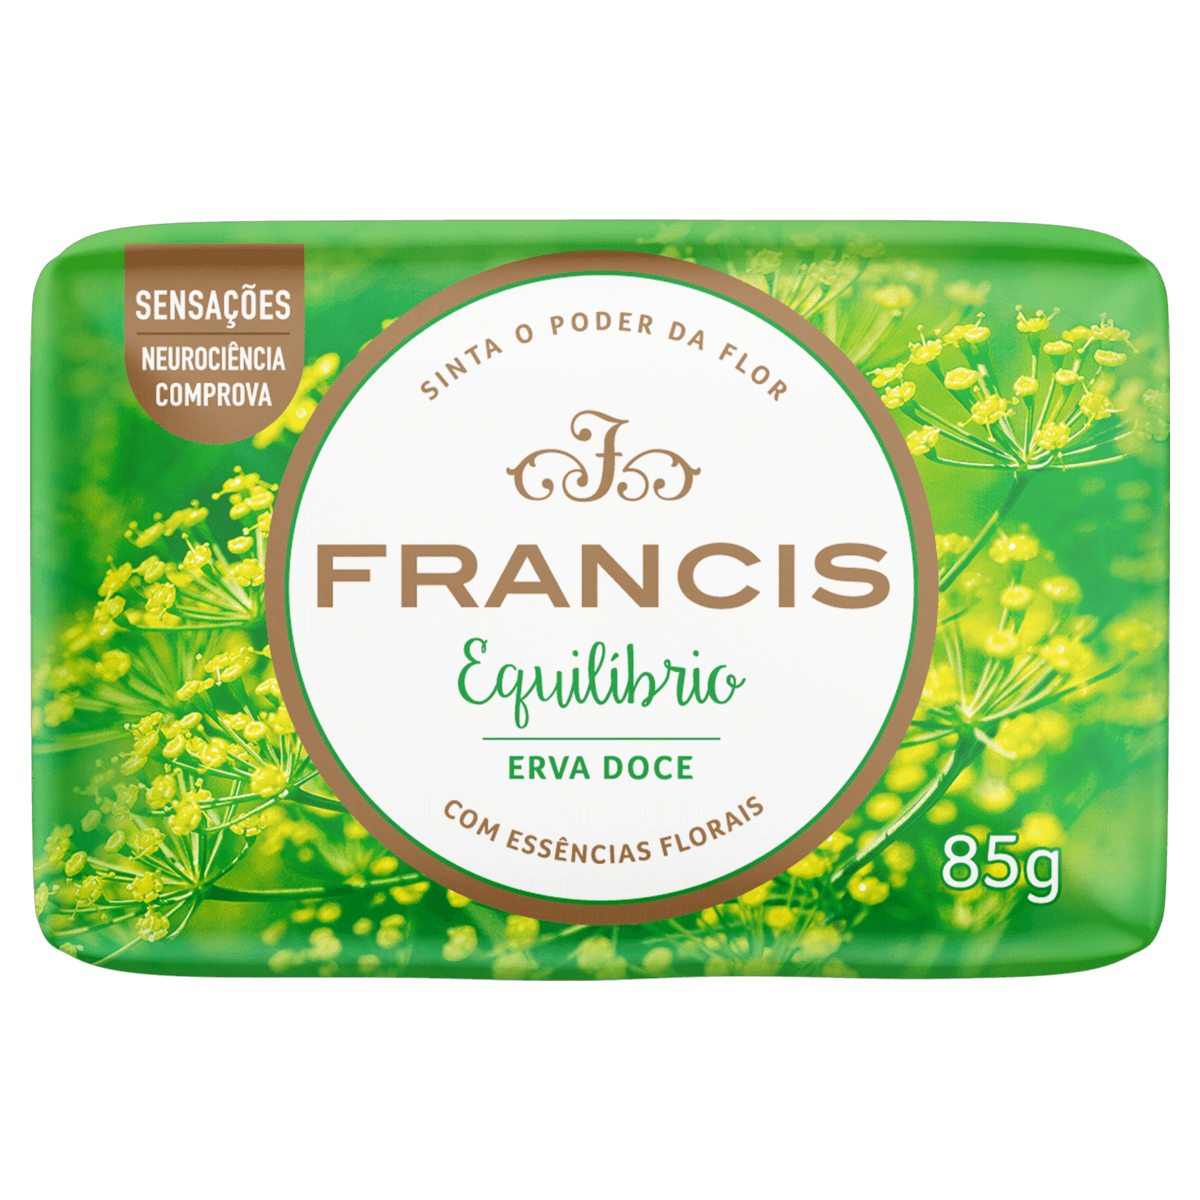 SENSAÇÕES
NEUROCIÊNCIA
COMPROVA
SINTA O PODER DA FLOR
F
FRANCIS
Equilíbrio
ERVA DOCE
COM ESSÊNCIAS FLORAIS
85g